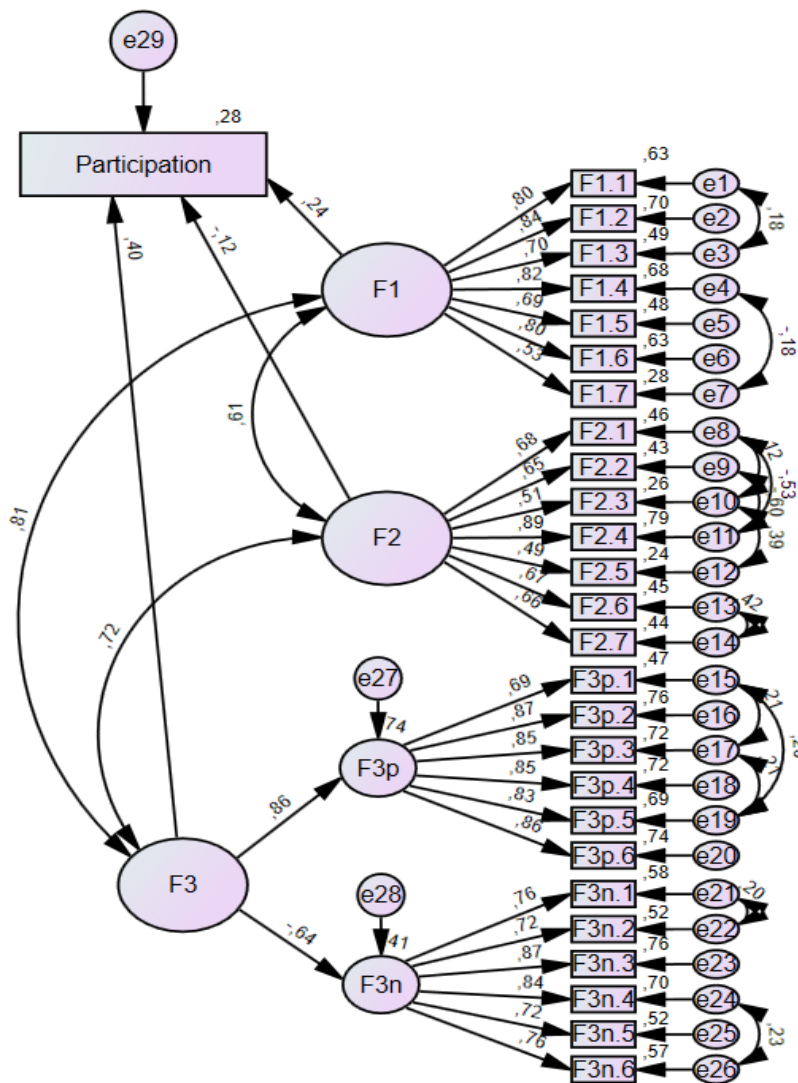 e29
,28
Participation
,24
-,12
,40
F1
,80
,84
,70
,82
,69
,80
,53
F1.1
,63
e1
F1.2
,70
e2
,18
F1.3
,49
e3
F1.4
,68
e4
F1.5
,48
e5
-,18
F1.6
,63
e6
F1.7
,28
e7
,61
,81
F2
,68
,65
,51
,89
,49
,67
,66
F2.1
,46
e8
F2.2
,43
e9
12
-,53
F2.3
,26
e10
,60
F2.4
,79
e11
,39
F2.5
,24
e12
F2.6
,45
e13
42
F2.7
,44
e14
,72
e27
74
F3p
,86
,69
,87
,85
,85
,83
,86
F3p.1
,47
e15
,21
F3p.2
,76
e16
F3p.3
,72
e17
F3p.4
,72
e18
F3p.5
,69
e19
F3p.6
,74
e20
F3
-,64
e28
41
F3n
,76
,72
,87
,84
,72
,76
F3n.1
,58
e21
,20
F3n.2
,52
e22
F3n.3
,76
e23
F3n.4
,70
e24
F3n.5
,52
e25
,23
F3n.6
,57
e26